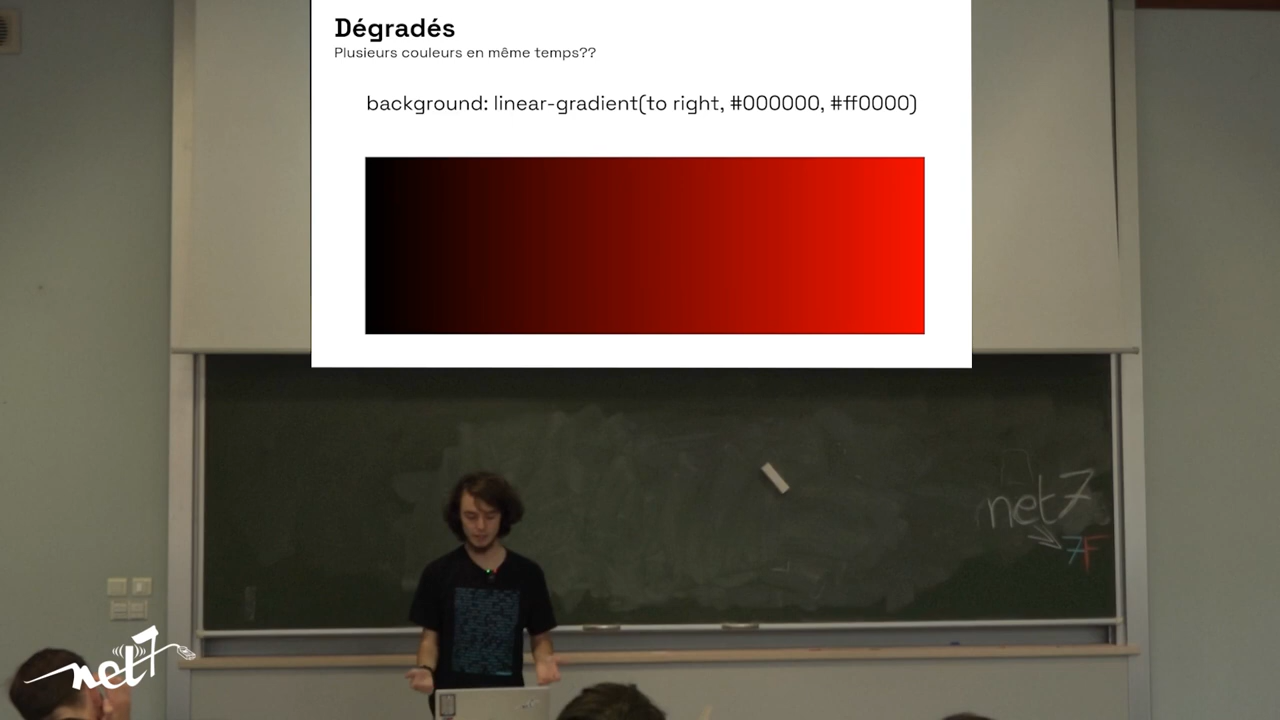 Dégradés
Plusieurs couleurs en même temps??
background: linear-gradient(to right, #000000, #ff0000)
net7
7F
net7